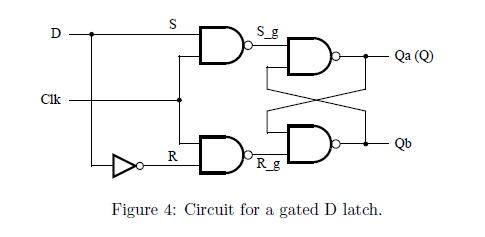 S
D
S_g
Qa (Q)
Clk
R
R_g
Qb
Figure 4: Circuit for a gated D latch.